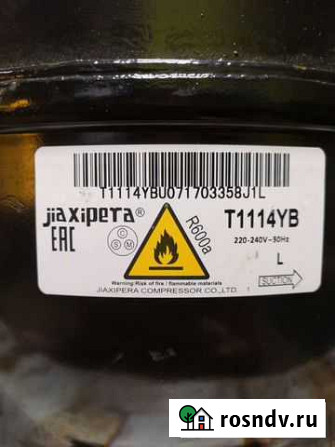 T1114YBU071703358J1L
jiaxipera®
T1114YB
EAC
C
S M
R600a
220-240V~50Hz
L
SUCTION
Warning:Risk of fire / flammable materials
JIAXIPERA COMPRESSOR CO.,LTD
rosndv.ru